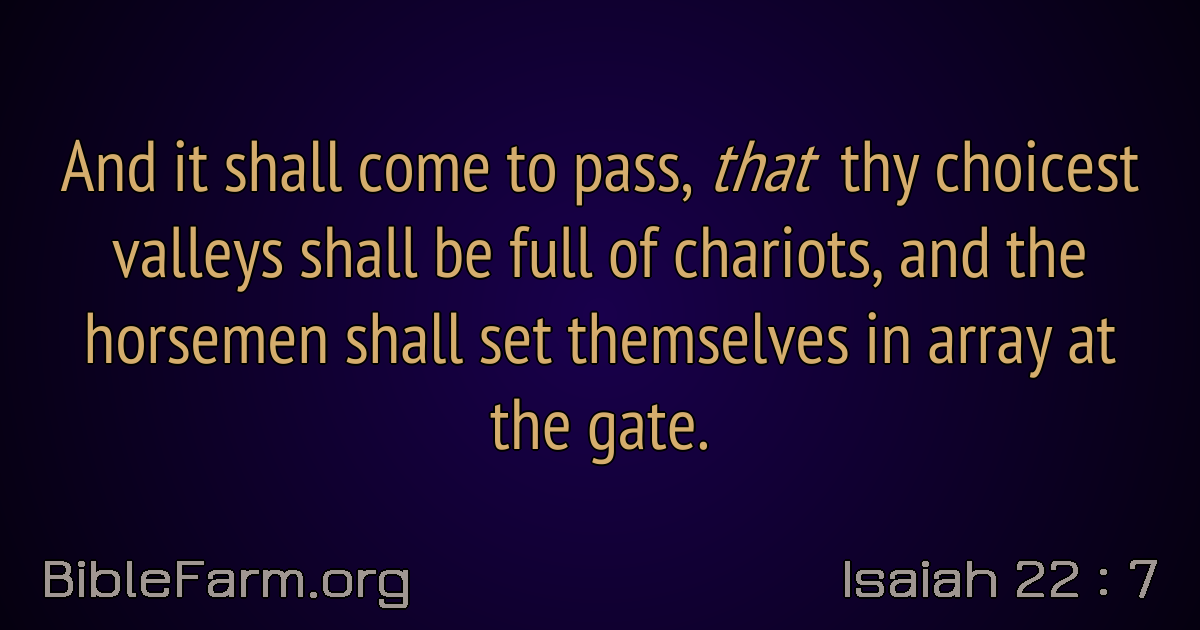 And it shall come to pass, that thy choicest
valleys shall be full of chariots, and the
horsemen shall set themselves in array at
the gate.
BibleFarm.org
Isaiah 22 : 7